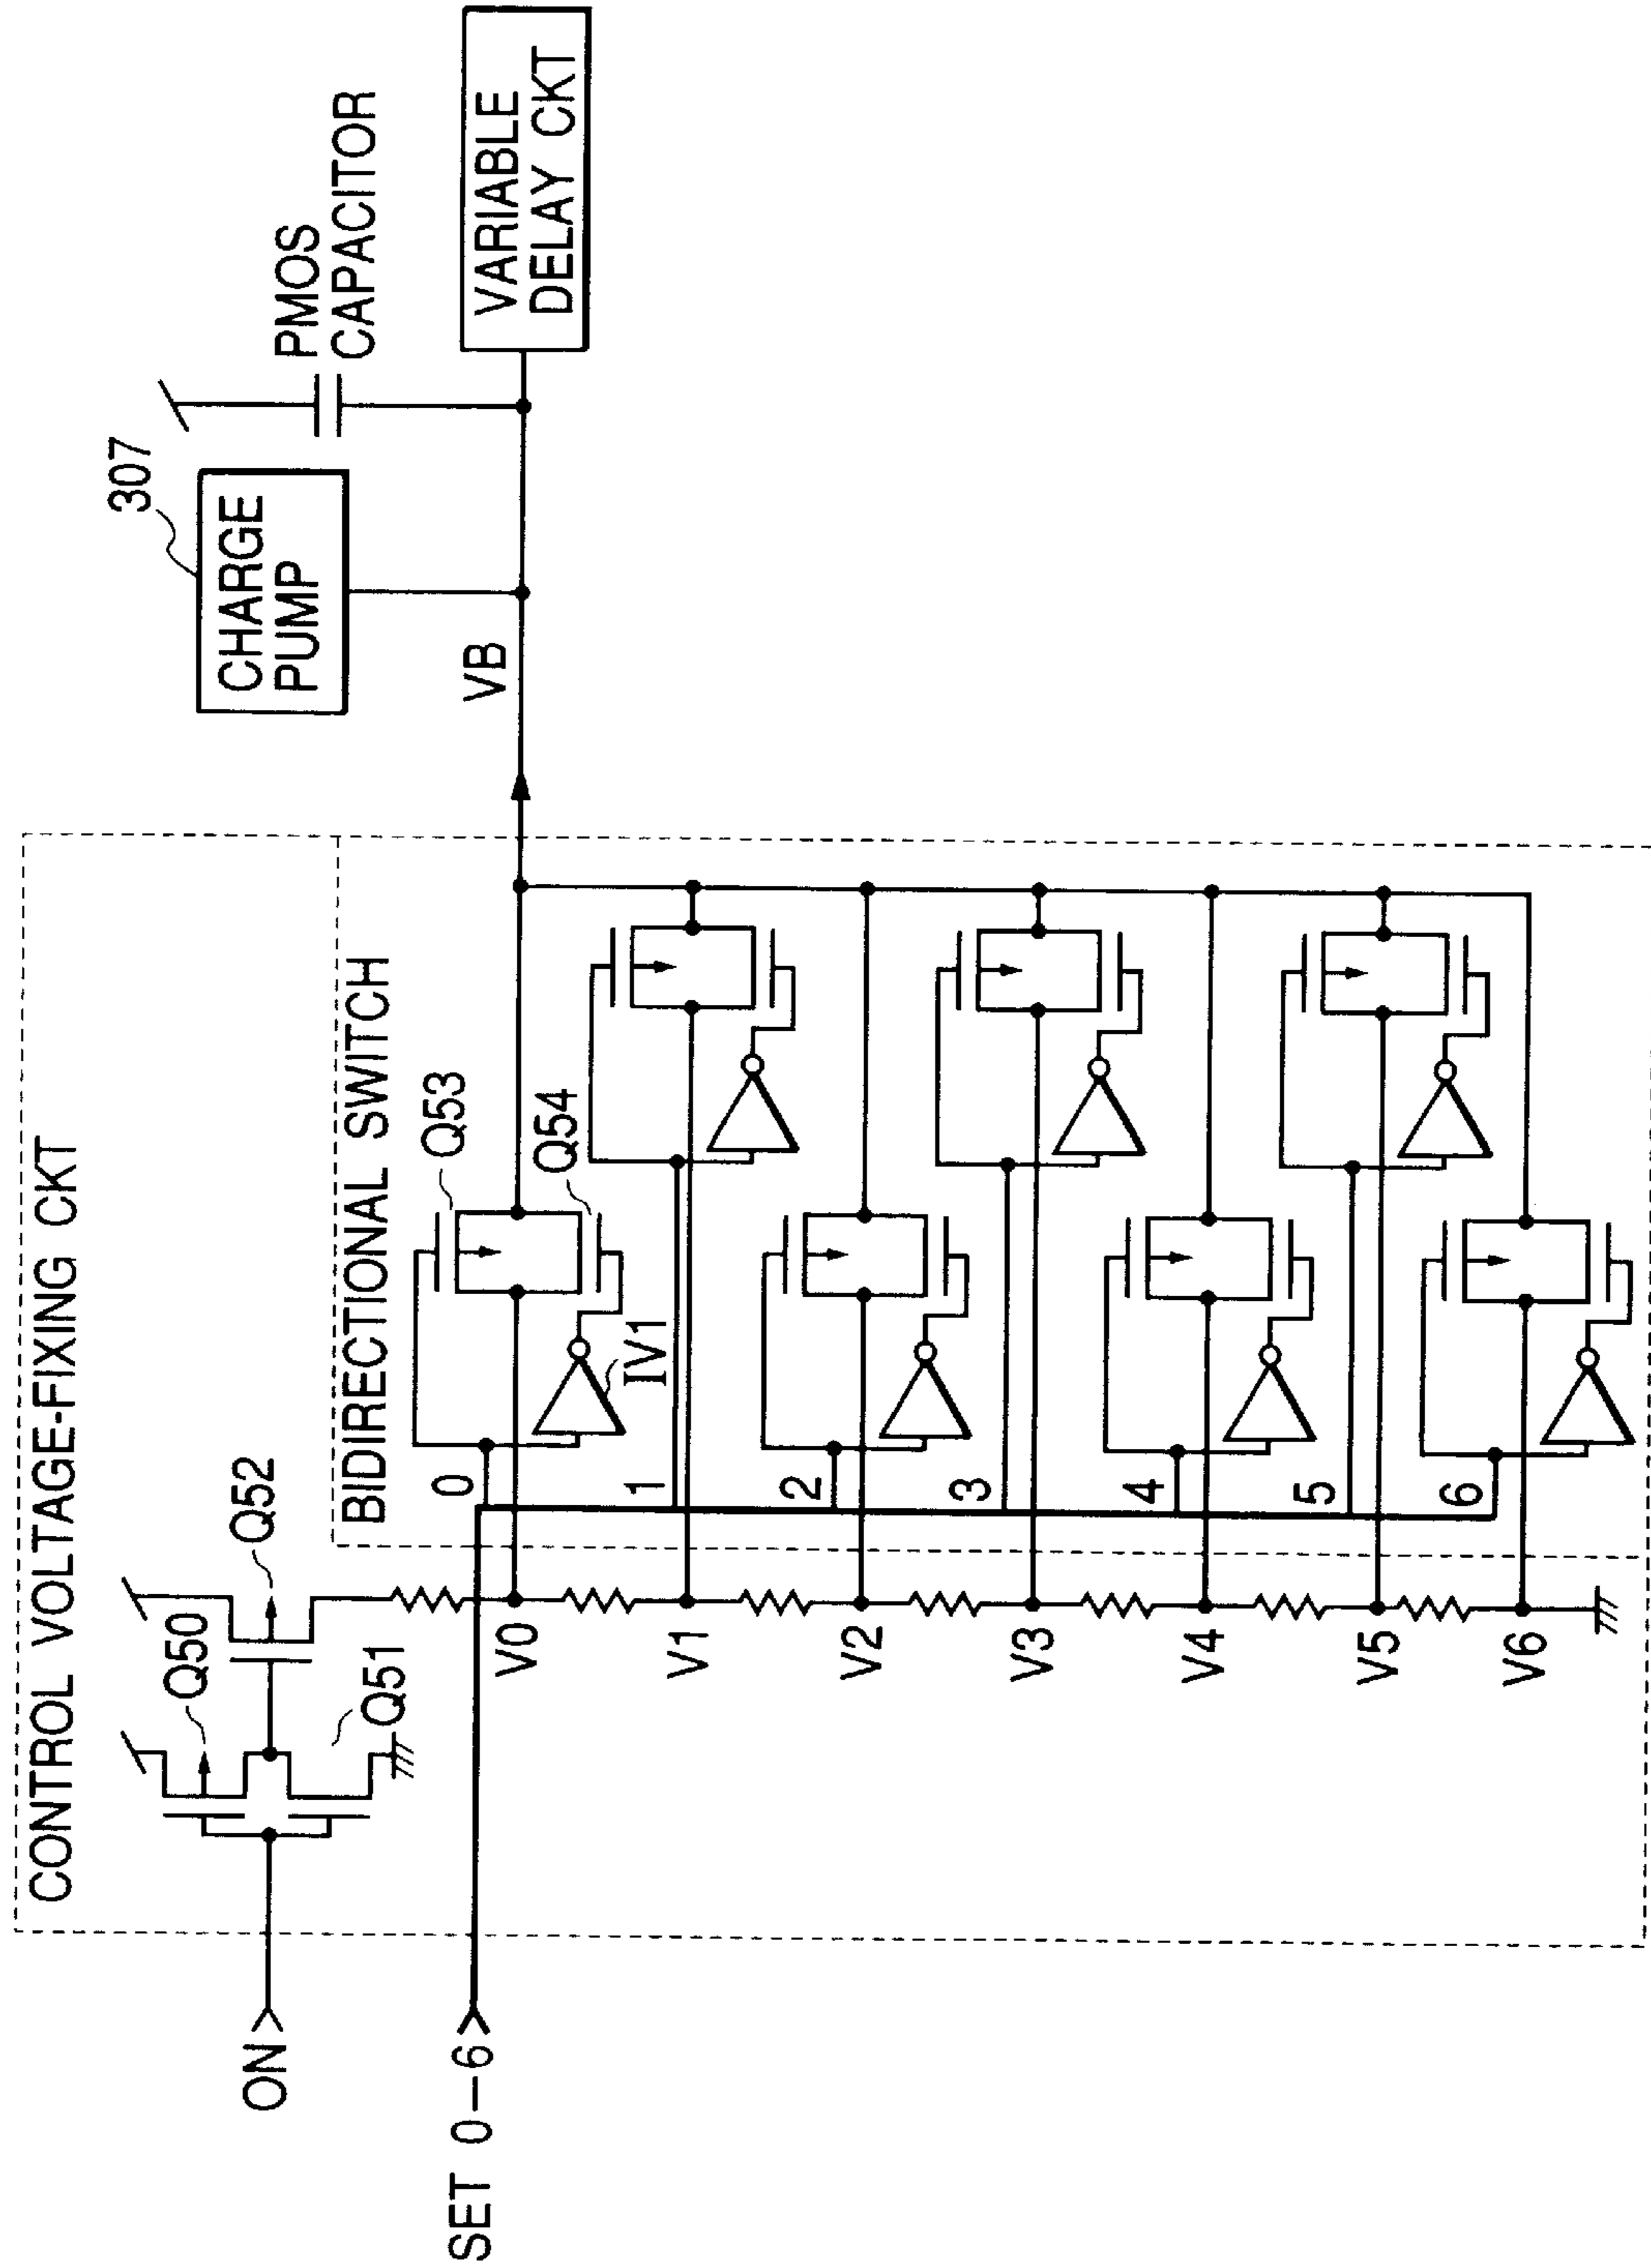 CONTROL VOLTAGE-FIXING CKT
ON
Q50
Q51
Q52
SET 0-6
BIDIRECTIONAL SWITCH
Q53
Q54
IV1
0
1
2
3
4
5
6
V0
V1
V2
V3
V4
V5
V6
VB
307
CHARGE
PUMP
PMOS
CAPACITOR
VARIABLE
DELAY CKT